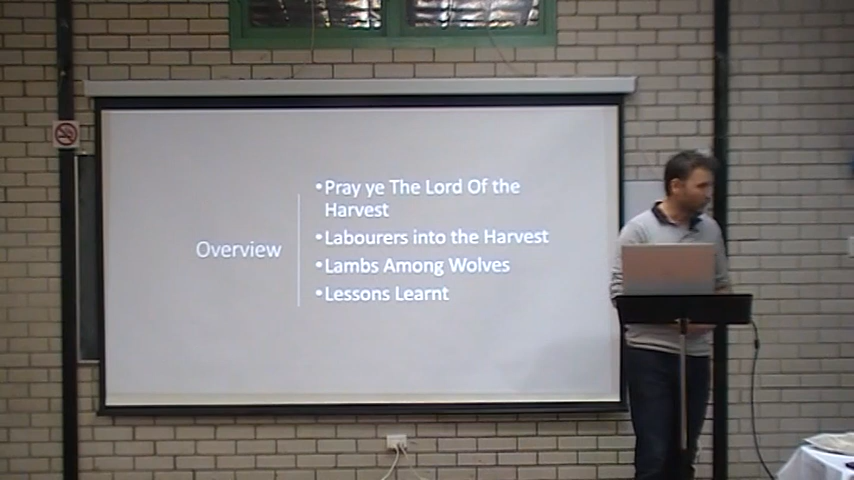 Overview
•Pray ye The Lord Of the
Harvest
•Labourers into the Harvest
•Lambs Among Wolves
•Lessons Learnt